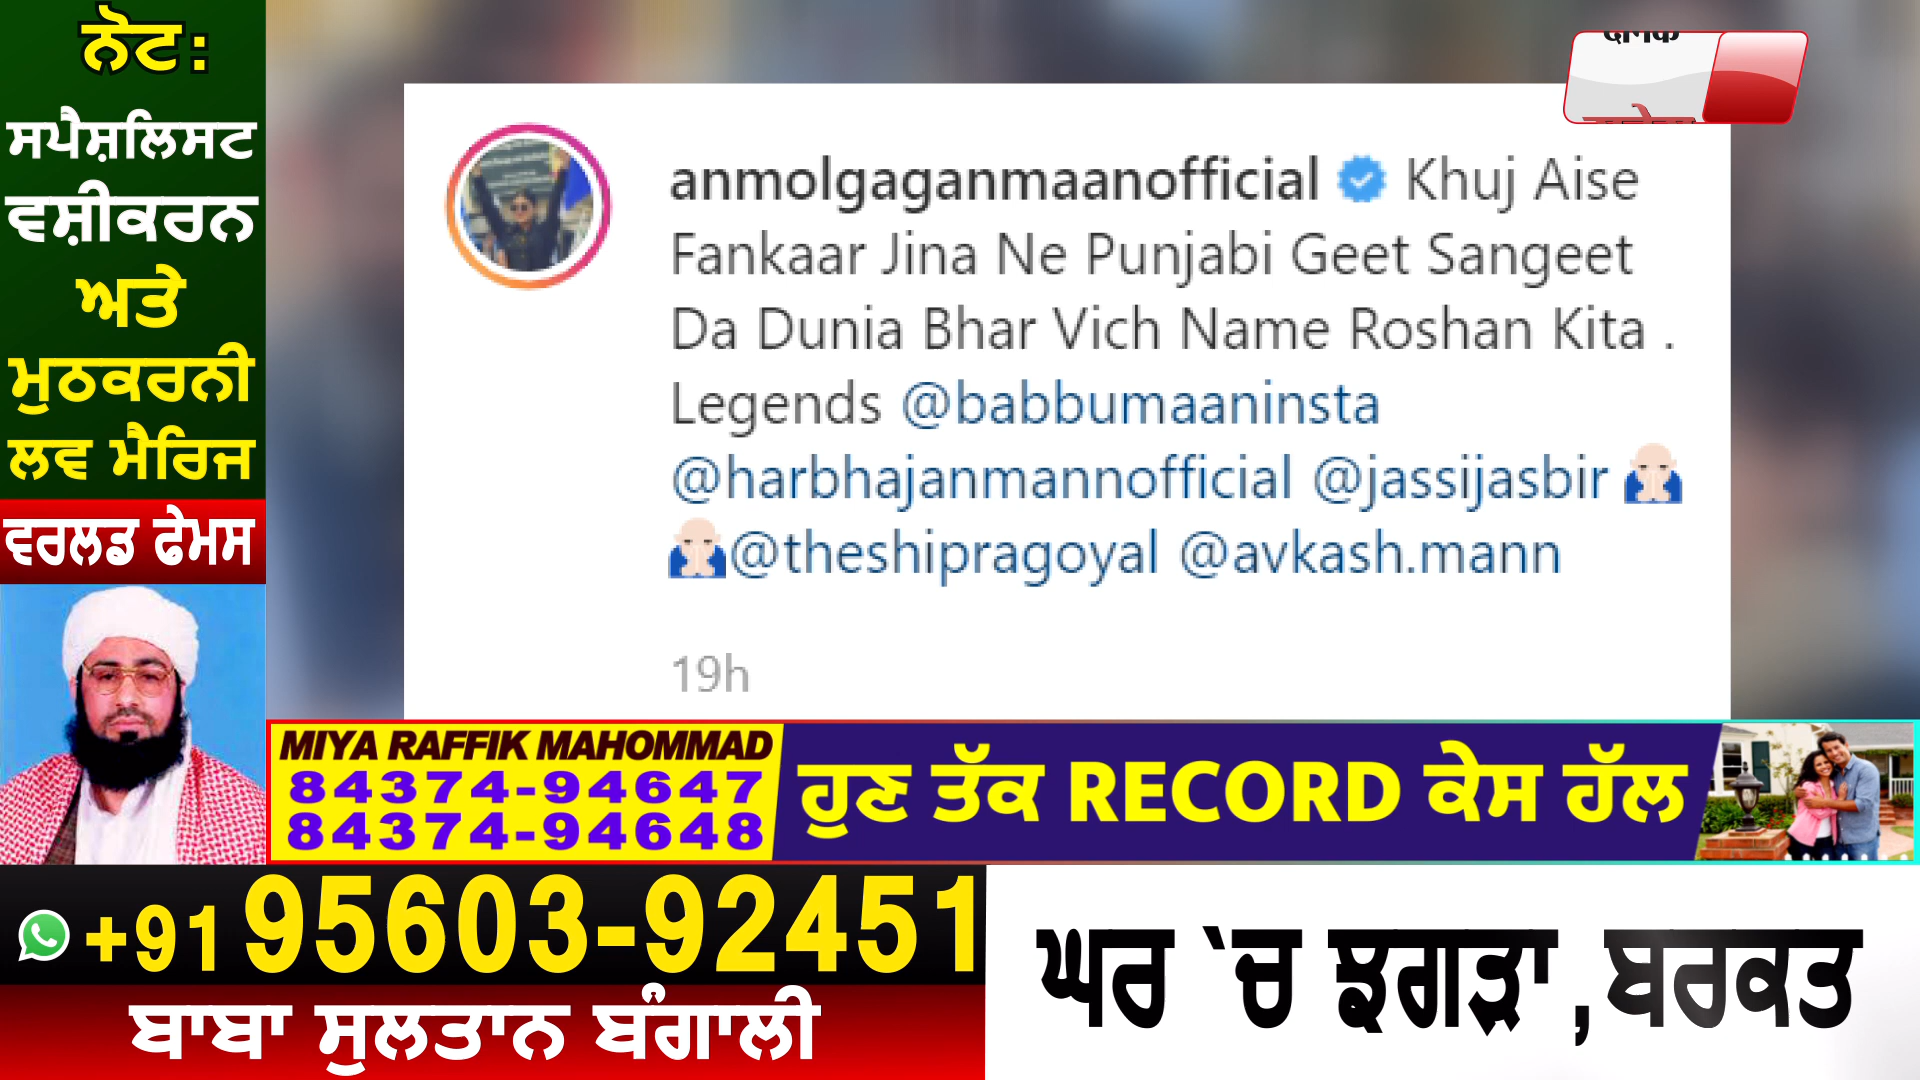 ਨੋਟ:
ਸਪੈਸ਼ਲਿਸਟ
ਵਸ਼ੀਕਰਨ
ਅਤੇ
ਮੁਠਕਰਨੀ
ਲਵ ਮੈਰਿਜ
ਵਰਲਡ ਫੇਮਸ
anmolgaganmaanofficial Khuj Aise
Fankaar Jina Ne Punjabi Geet Sangeet
Da Dunia Bhar Vich Name Roshan Kita .
Legends @babbumaaninsta
@harbhajanmannofficial @jassijasbir
@theshipragoyal @avkash.mann
19h
MIYA RAFFIK MAHOMMAD
84374-94647
84374-94648
ਹੁਣ ਤੱਕ RECORD ਕੇਸ ਹੱਲ
+91 95603-92451
ਬਾਬਾ ਸੁਲਤਾਨ ਬੰਗਾਲੀ
ਘਰ `ਚ ਝਗੜਾ ,ਬਰਕਤ